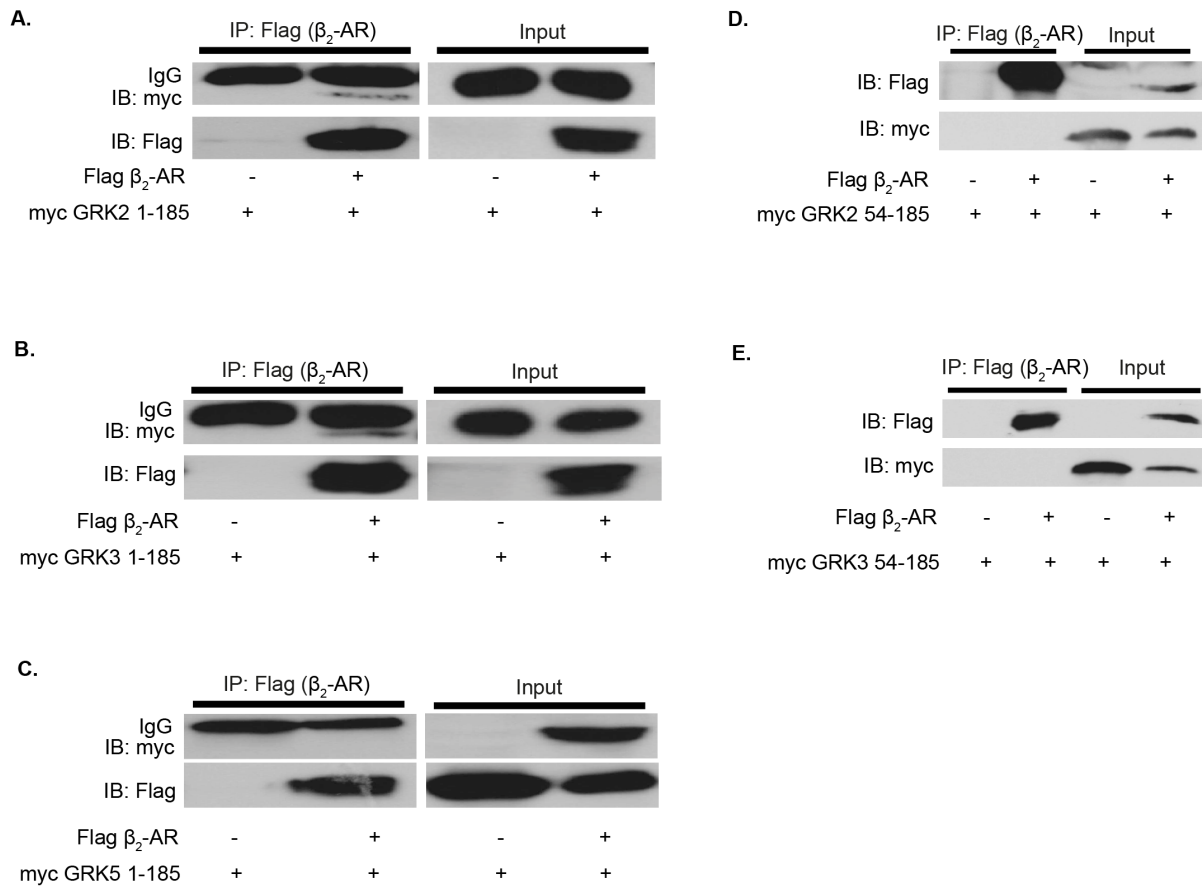 A.
IP: Flag (β2-AR) Input
IgG
IB: myc
IB: Flag
Flag β2-AR - + - +
myc GRK2 1-185 + + + +
B.
IP: Flag (β2-AR) Input
IgG
IB: myc
IB: Flag
Flag β2-AR - + - +
myc GRK3 1-185 + + + +
C.
IP: Flag (β2-AR) Input
IgG
IB: myc
IB: Flag
Flag β2-AR - + - +
myc GRK5 1-185 + + + +
D.
IP: Flag (β2-AR) Input
IB: Flag
IB: myc
Flag β2-AR - + - +
myc GRK2 54-185 + + + +
E.
IP: Flag (β2-AR) Input
IB: Flag
IB: myc
Flag β2-AR - + - +
myc GRK3 54-185 + + + +